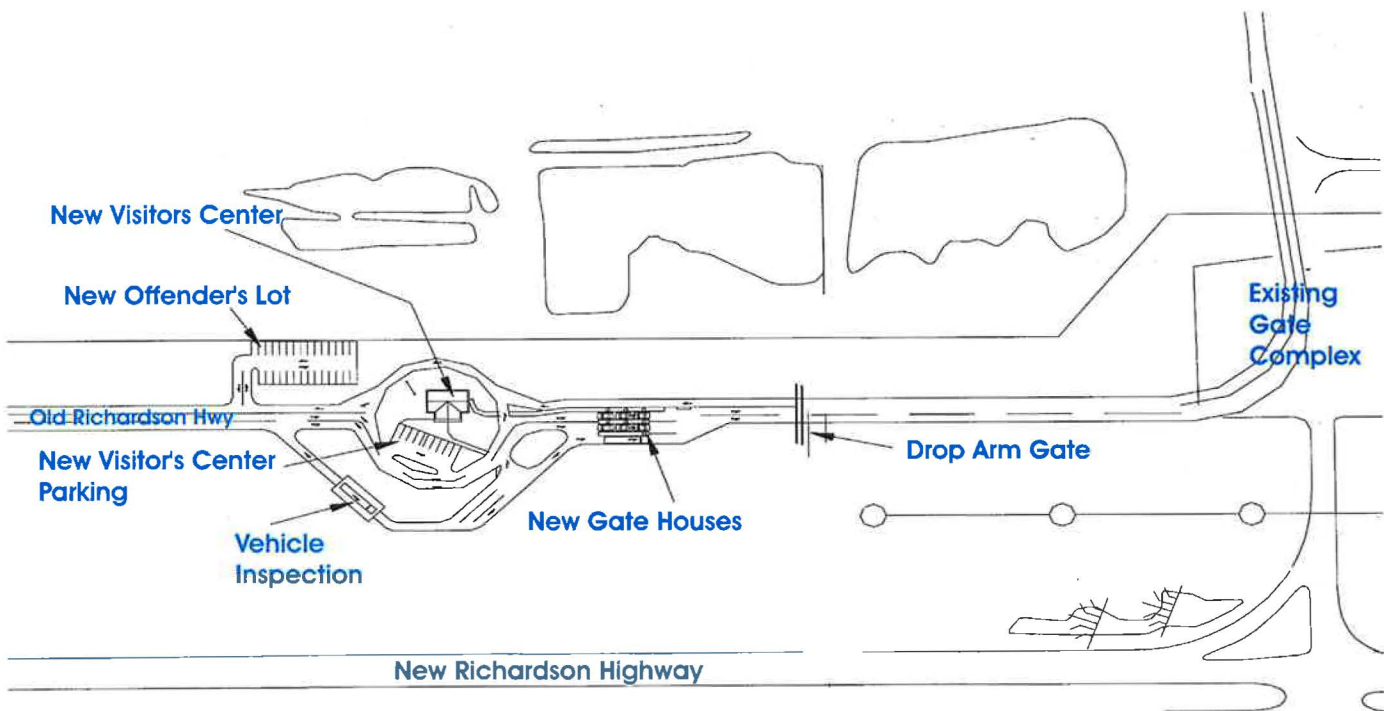 New Visitors Center
New Offender's Lot
Existing
Gate
Complex
Old Richardson Hwy
New Visitor's Center
Parking
Drop Arm Gate
New Gate Houses
Vehicle
Inspection
New Richardson Highway